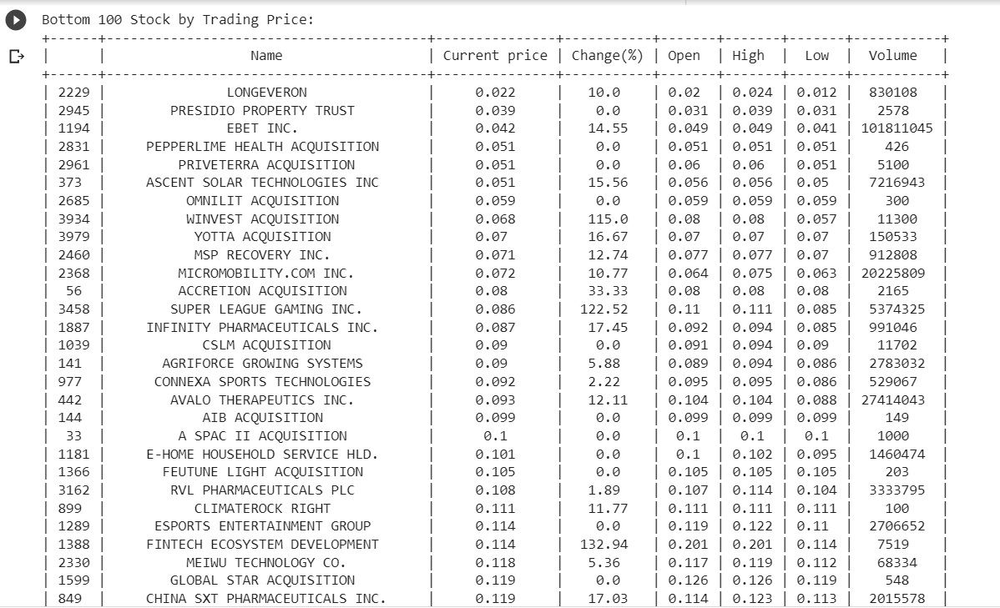 Bottom 100 Stock by Trading Price:
+------+----------------------------------------+---------------+-----------+-------+-------+-------+-----------+
| | Name | Current price | Change(%) | Open | High | Low | Volume |
+------+----------------------------------------+---------------+-----------+-------+-------+-------+-----------+
| 2229 | LONGEVERON | 0.022 | 10.0 | 0.02 | 0.024 | 0.012 | 830108 |
| 2945 | PRESIDIO PROPERTY TRUST | 0.039 | 0.0 | 0.031 | 0.039 | 0.031 | 2578 |
| 1194 | EBET INC. | 0.042 | 14.55 | 0.049 | 0.049 | 0.041 | 101811045 |
| 2831 | PEPPERLIME HEALTH ACQUISITION | 0.051 | 0.0 | 0.051 | 0.051 | 0.051 | 426 |
| 2961 | PRIVETERRA ACQUISITION | 0.051 | 0.0 | 0.06 | 0.06 | 0.051 | 5100 |
| 373 | ASCENT SOLAR TECHNOLOGIES INC | 0.051 | 15.56 | 0.056 | 0.056 | 0.05 | 7216943 |
| 2685 | OMNILIT ACQUISITION | 0.059 | 0.0 | 0.059 | 0.059 | 0.059 | 300 |
| 3934 | WINVEST ACQUISITION | 0.068 | 115.0 | 0.08 | 0.08 | 0.057 | 11300 |
| 3979 | YOTTA ACQUISITION | 0.07 | 16.67 | 0.07 | 0.07 | 0.07 | 150533 |
| 2460 | MSP RECOVERY INC. | 0.071 | 12.74 | 0.077 | 0.077 | 0.07 | 912808 |
| 2368 | MICROMOBILITY.COM INC. | 0.072 | 10.77 | 0.064 | 0.075 | 0.063 | 20225809 |
| 56 | ACCRETION ACQUISITION | 0.08 | 33.33 | 0.08 | 0.08 | 0.08 | 2165 |
| 3458 | SUPER LEAGUE GAMING INC. | 0.086 | 122.52 | 0.11 | 0.111 | 0.085 | 5374325 |
| 1887 | INFINITY PHARMACEUTICALS INC. | 0.087 | 17.45 | 0.092 | 0.094 | 0.085 | 991046 |
| 1039 | CSLM ACQUISITION | 0.09 | 0.0 | 0.091 | 0.094 | 0.09 | 11702 |
| 141 | AGRIFORCE GROWING SYSTEMS | 0.09 | 5.88 | 0.089 | 0.094 | 0.086 | 2783032 |
| 977 | CONNEXA SPORTS TECHNOLOGIES | 0.092 | 2.22 | 0.095 | 0.095 | 0.086 | 529067 |
| 442 | AVALO THERAPEUTICS INC. | 0.093 | 12.11 | 0.104 | 0.104 | 0.088 | 27414043 |
| 144 | AIB ACQUISITION | 0.099 | 0.0 | 0.099 | 0.099 | 0.099 | 149 |
| 33 | A SPAC II ACQUISITION | 0.1 | 0.0 | 0.1 | 0.1 | 0.1 | 1000 |
| 1181 | E-HOME HOUSEHOLD SERVICE HLD. | 0.101 | 0.0 | 0.1 | 0.102 | 0.095 | 1460474 |
| 1366 | FEUTUNE LIGHT ACQUISITION | 0.105 | 0.0 | 0.105 | 0.105 | 0.105 | 203 |
| 3162 | RVL PHARMACEUTICALS PLC | 0.108 | 1.89 | 0.107 | 0.114 | 0.104 | 3333795 |
| 899 | CLIMATEROCK RIGHT | 0.111 | 11.77 | 0.111 | 0.111 | 0.111 | 100 |
| 1289 | ESPORTS ENTERTAINMENT GROUP | 0.114 | 0.0 | 0.119 | 0.122 | 0.11 | 2706652 |
| 1388 | FINTECH ECOSYSTEM DEVELOPMENT | 0.114 | 132.94 | 0.201 | 0.201 | 0.114 | 7519 |
| 2330 | MEIWU TECHNOLOGY CO. | 0.118 | 5.36 | 0.117 | 0.119 | 0.112 | 68334 |
| 1599 | GLOBAL STAR ACQUISITION | 0.119 | 0.0 | 0.126 | 0.126 | 0.119 | 548 |
| 849 | CHINA SXT PHARMACEUTICALS INC. | 0.119 | 17.03 | 0.114 | 0.123 | 0.113 | 2015578 |